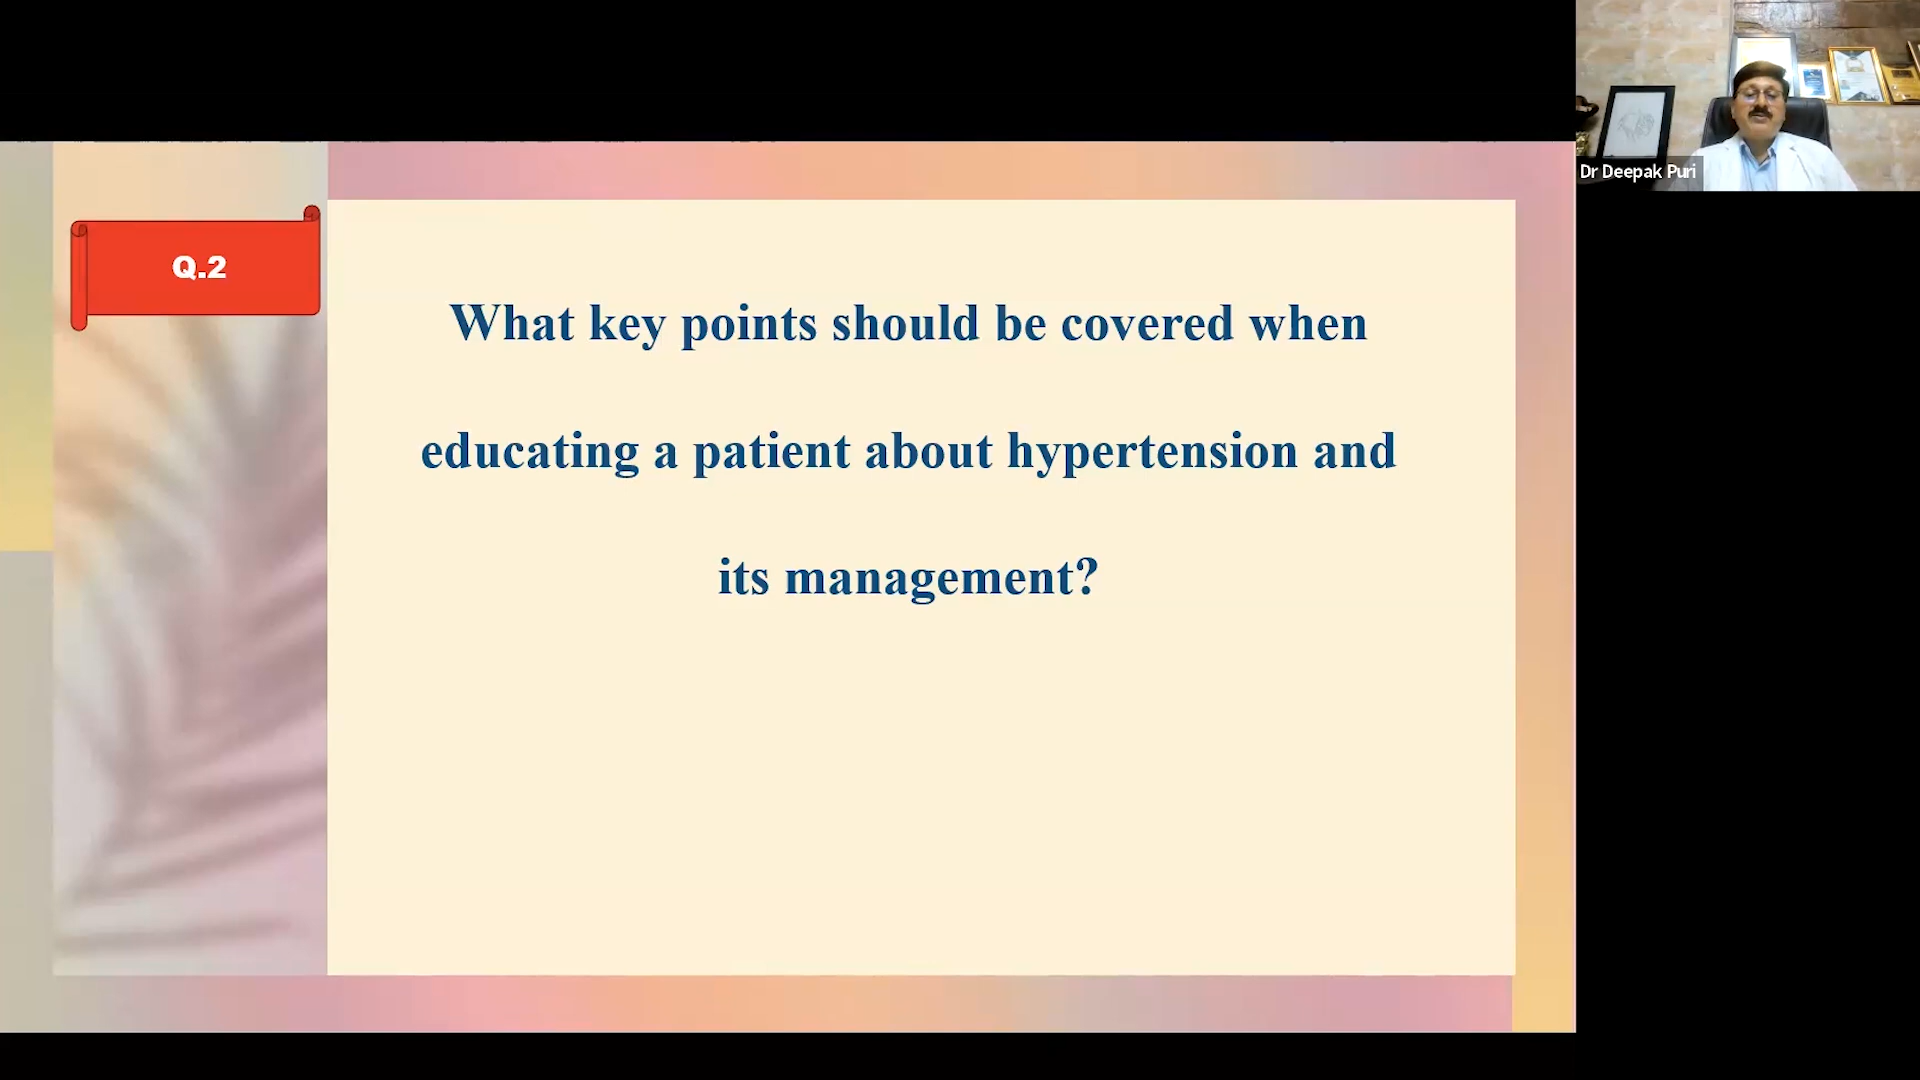 Q.2
What key points should be covered when
educating a patient about hypertension and
its management?
Dr Deepak Puri